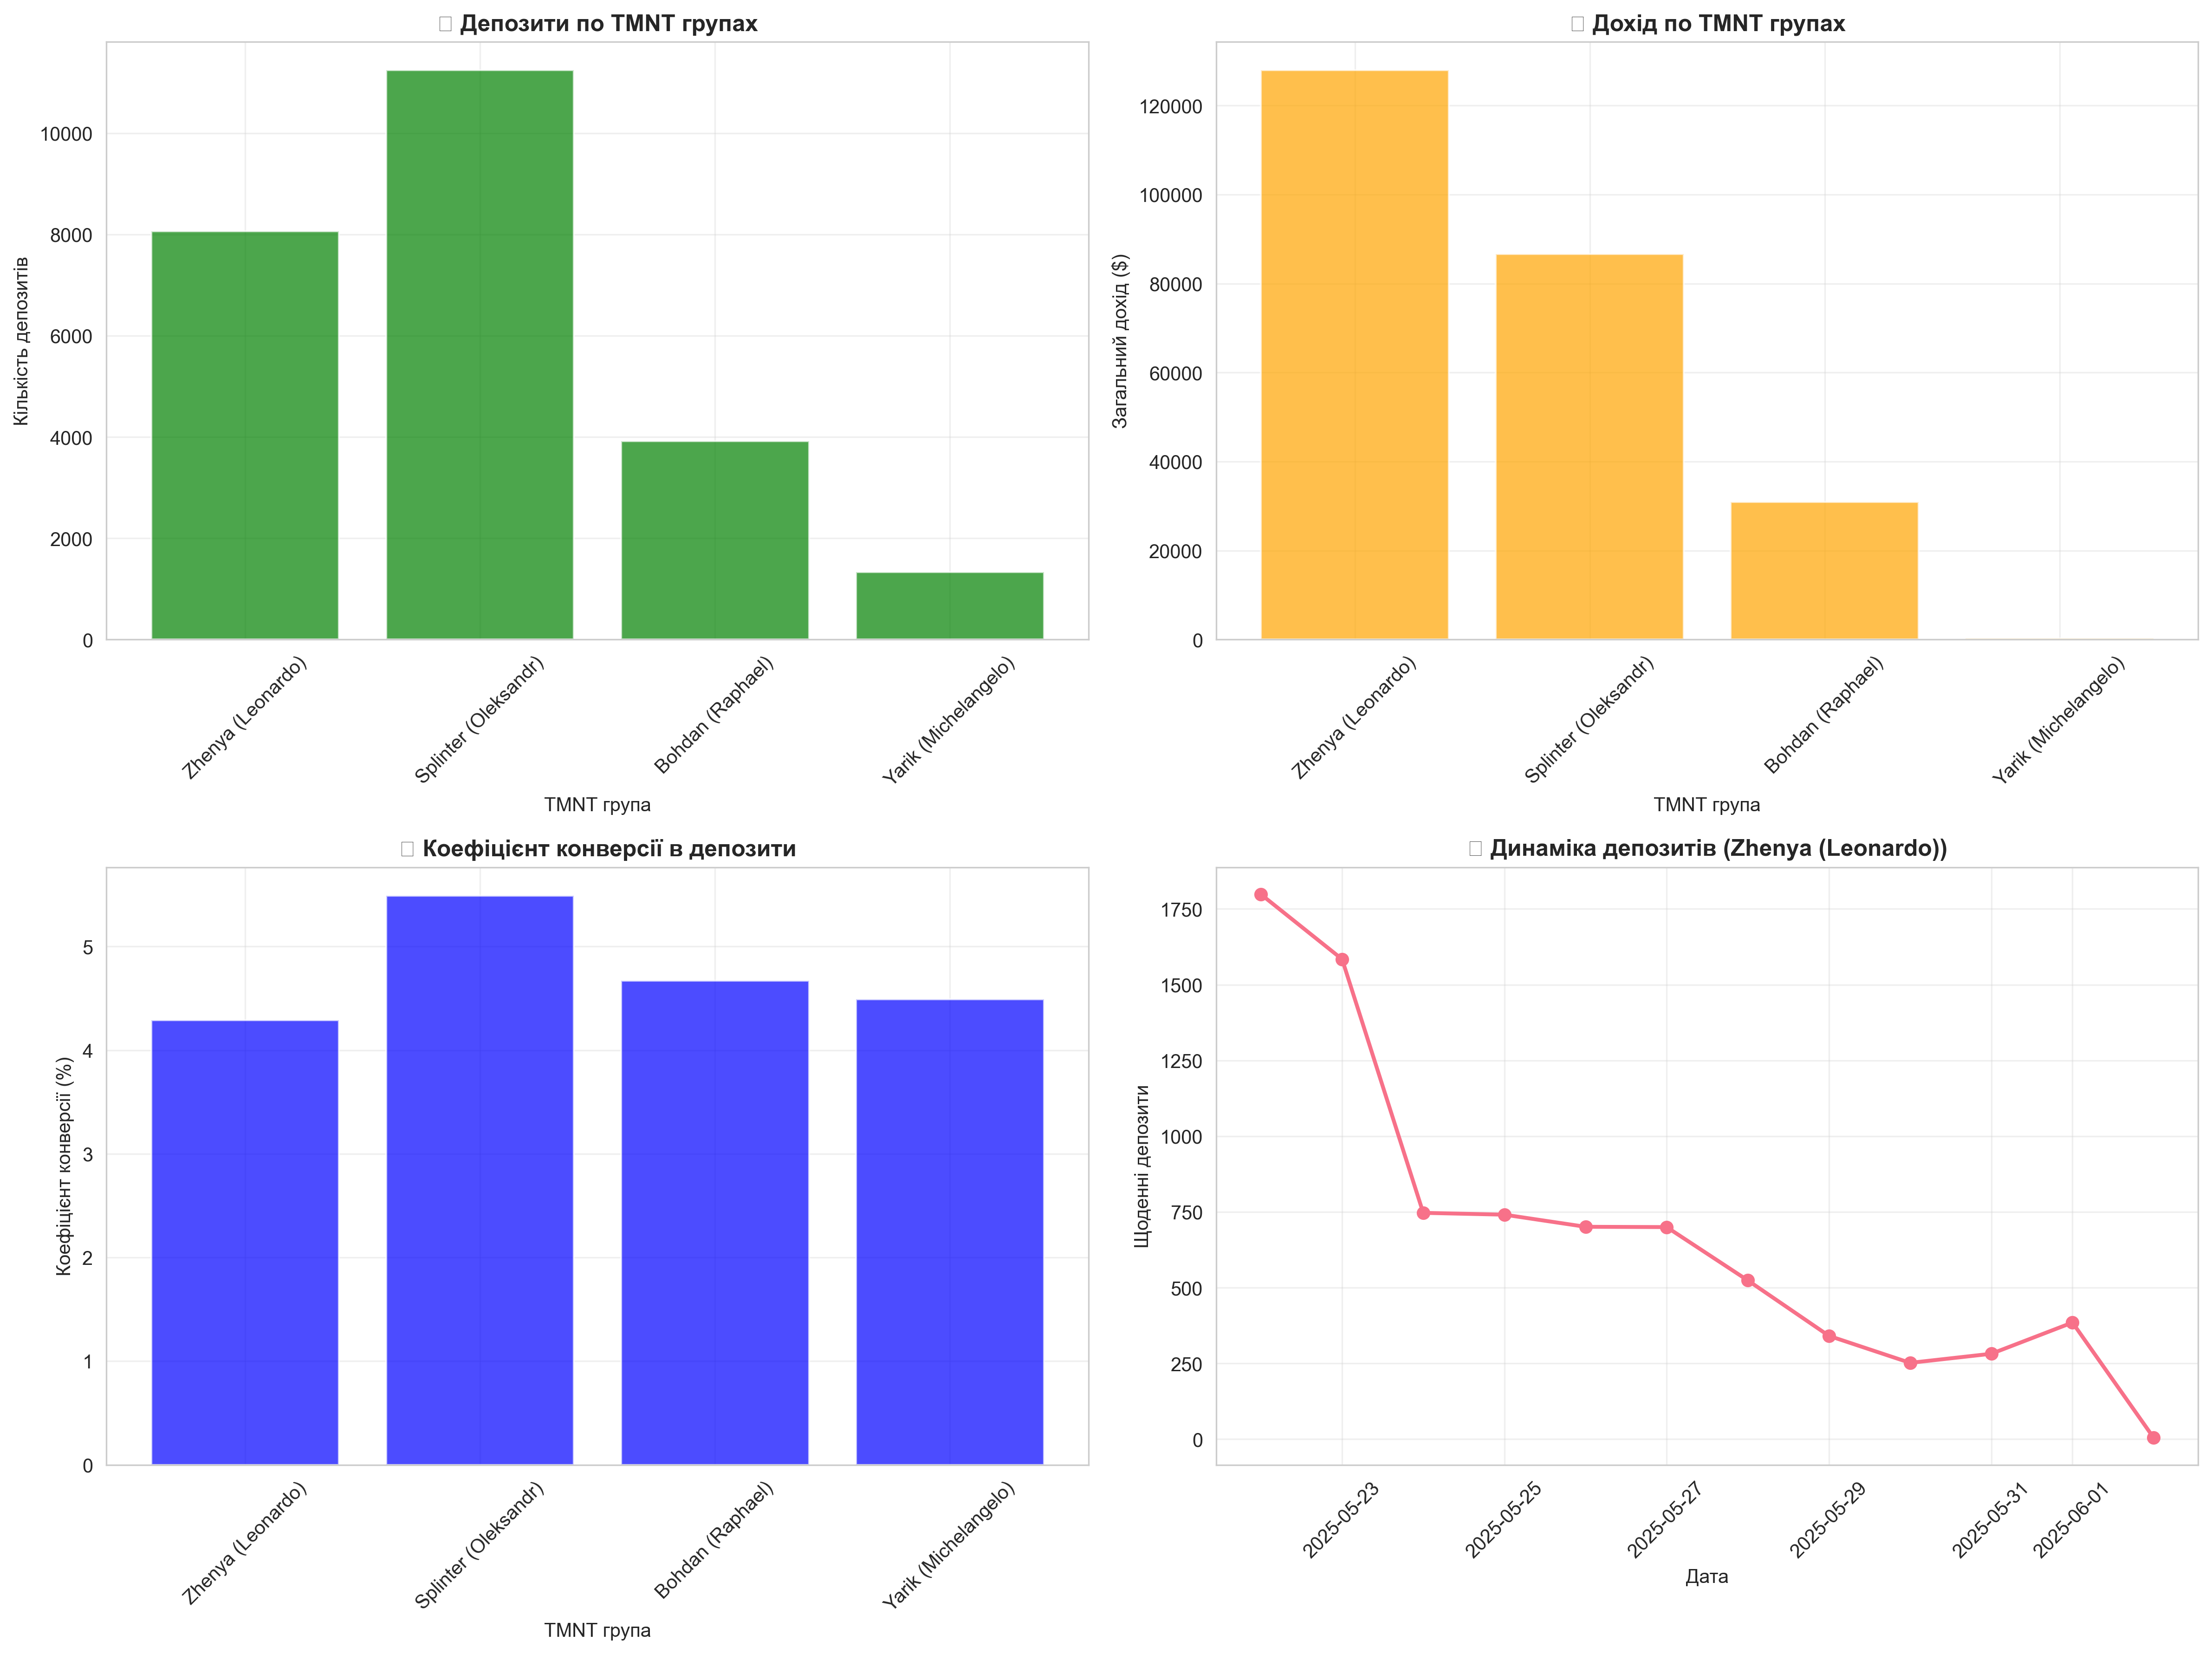 Депозити по TMNT групах
Кількість депозитів
10000
8000
6000
4000
2000
0
Zhenya (Leonardo)
Splinter (Oleksandr)
Bohdan (Raphael)
Yarik (Michelangelo)
TMNT група
Дохід по TMNT групах
Загальний дохід ($)
120000
100000
80000
60000
40000
20000
0
Zhenya (Leonardo)
Splinter (Oleksandr)
Bohdan (Raphael)
Yarik (Michelangelo)
TMNT група
Коефіцієнт конверсії в депозити
Коефіцієнт конверсії (%)
5
4
3
2
1
0
Zhenya (Leonardo)
Splinter (Oleksandr)
Bohdan (Raphael)
Yarik (Michelangelo)
TMNT група
Динаміка депозитів (Zhenya (Leonardo))
Щоденні депозити
1750
1500
1250
1000
750
500
250
0
2025-05-23
2025-05-25
2025-05-27
2025-05-29
2025-05-31
2025-06-01
Дата